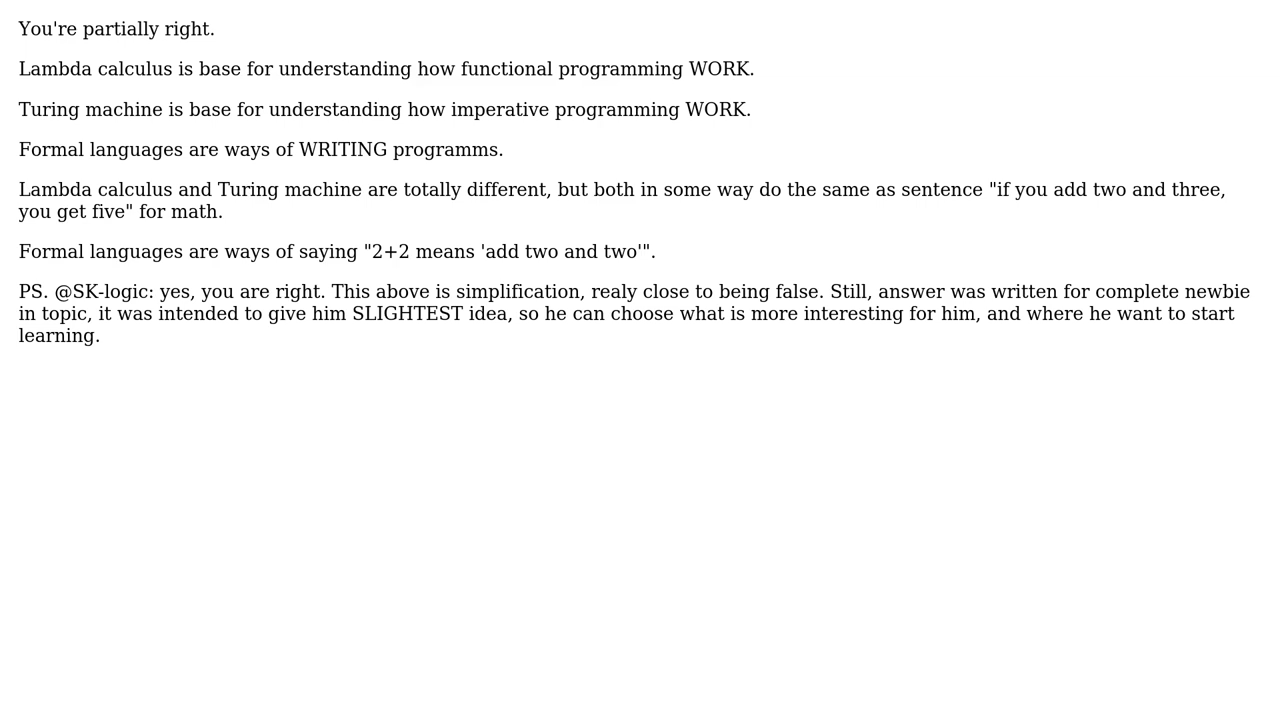 You're partially right.
Lambda calculus is base for understanding how functional programming WORK.
Turing machine is base for understanding how imperative programming WORK.
Formal languages are ways of WRITING programms.
Lambda calculus and Turing machine are totally different, but both in some way do the same as sentence "if you add two and three,
you get five" for math.
Formal languages are ways of saying "2+2 means 'add two and two'".
PS. @SK-logic: yes, you are right. This above is simplification, realy close to being false. Still, answer was written for complete newbie
in topic, it was intended to give him SLIGHTEST idea, so he can choose what is more interesting for him, and where he want to start
learning.